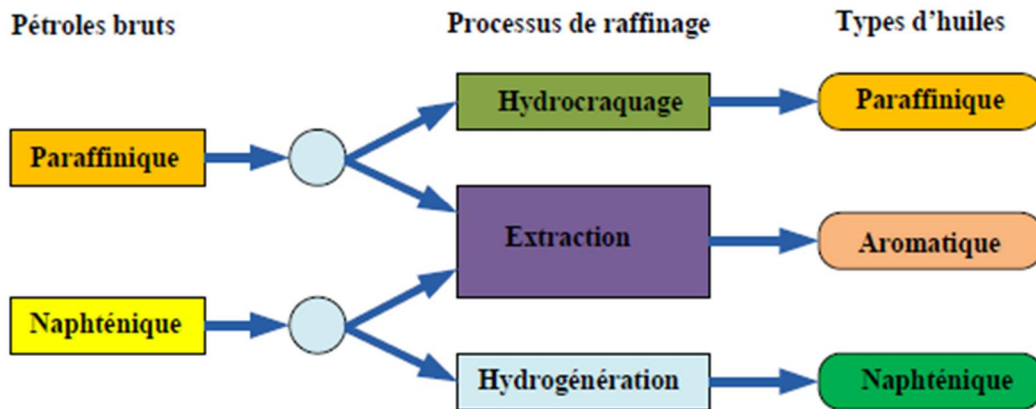 Pétroles bruts
Processus de raffinage
Types d’huiles
Hydrocraquage
Paraffinique
Paraffinique
Extraction
Aromatique
Naphténique
Hydrogénération
Naphténique